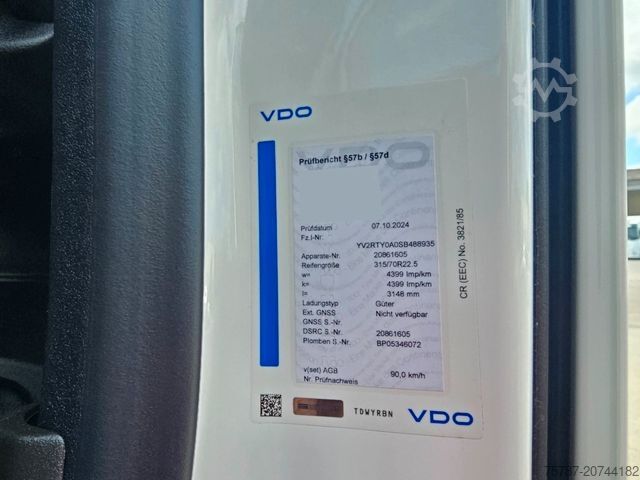 VDO
Prüfbericht §57b / §57d
Prüfdatum 07.10.2024
Fz.I-Nr: YV2RTY0A0SB488935
Apparate-Nr: 20861605
Reifengröße 315/70R22.5
w= 4399 Imp/km
k= 4399 Imp/km
l= 3148 mm
Ladungstyp Güter
Ext. GNSS Nicht verfügbar
GNSS S.-Nr.
DSRC S.-Nr. 20861605
Plomben S.-Nr. BP05346072
v(set) AGB 90,0 km/h
Nr. Prüfnachweis
CR (EEC) No. 3821/85
TDWYRBN
VDO
75787-20744182